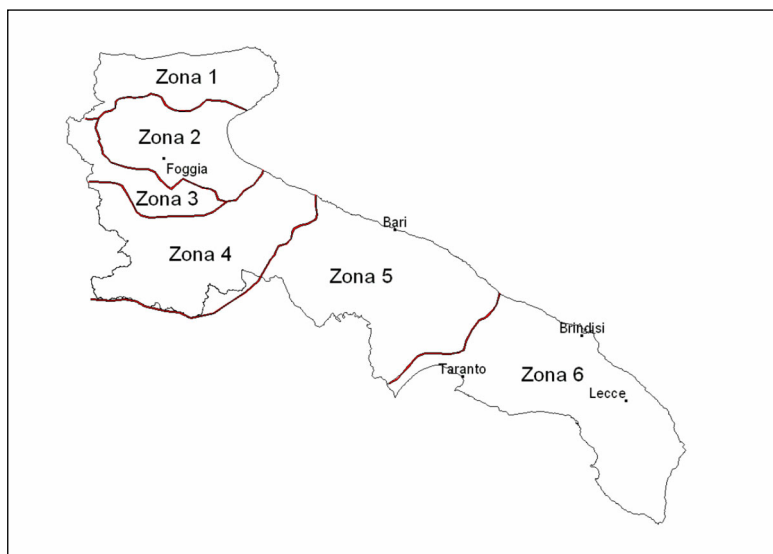 Zona 1
Zona 2
Foggia
Zona 3
Bari
Zona 4
Zona 5
Brindisi
Taranto
Zona 6
Lecce